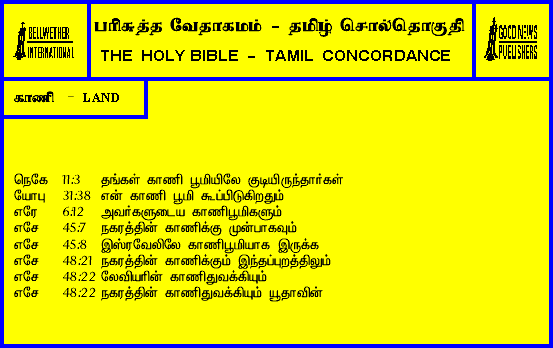 BELLWETHER
INTERNATIONAL
பரிசுத்த வேதாகமம் - தமிழ் சொல்தொகுதி
THE HOLY BIBLE - TAMIL CONCORDANCE
GOOD NEWS
PUBLISHERS
காணி - LAND
நெகே 11:3 தங்கள் காணி பூமியிலே குடியிருந்தார்கள்
யோபு 31:38 என் காணி பூமி கூப்பிடுகிறதும்
எரே 6:12 அவர்களுடைய காணிபூமிகளும்
எசே 45:7 நகரத்தின் காணிக்கு முன்பாகவும்
எசே 45:8 இஸ்ரவேலிலே காணிபூமியாக இருக்க
எசே 48:21 நகரத்தின் காணிக்கும் இந்தப்புறத்திலும்
எசே 48:22 லேவியரின் காணிதுவக்கியும்
எசே 48:22 நகரத்தின் காணிதுவக்கியும் யூதாவின்